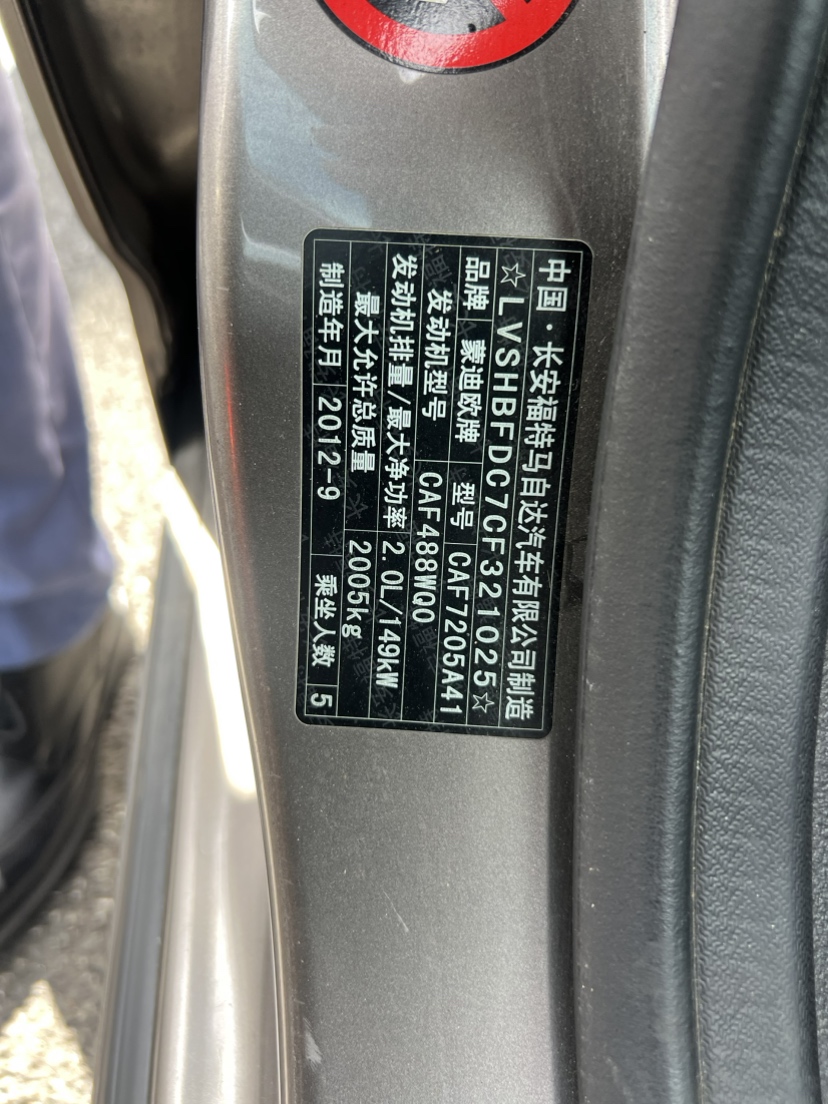 中国·长安福特马自达汽车有限公司制造
☆LVSHBFDC7CF321025☆
品牌 蒙迪欧牌 型号 CAF7205A41
发动机型号 CAF488WQ0
发动机排量/最大净功率 2.0L/149kW
最大允许总质量 2005kg
制造年月 2012-9 乘坐人数 5